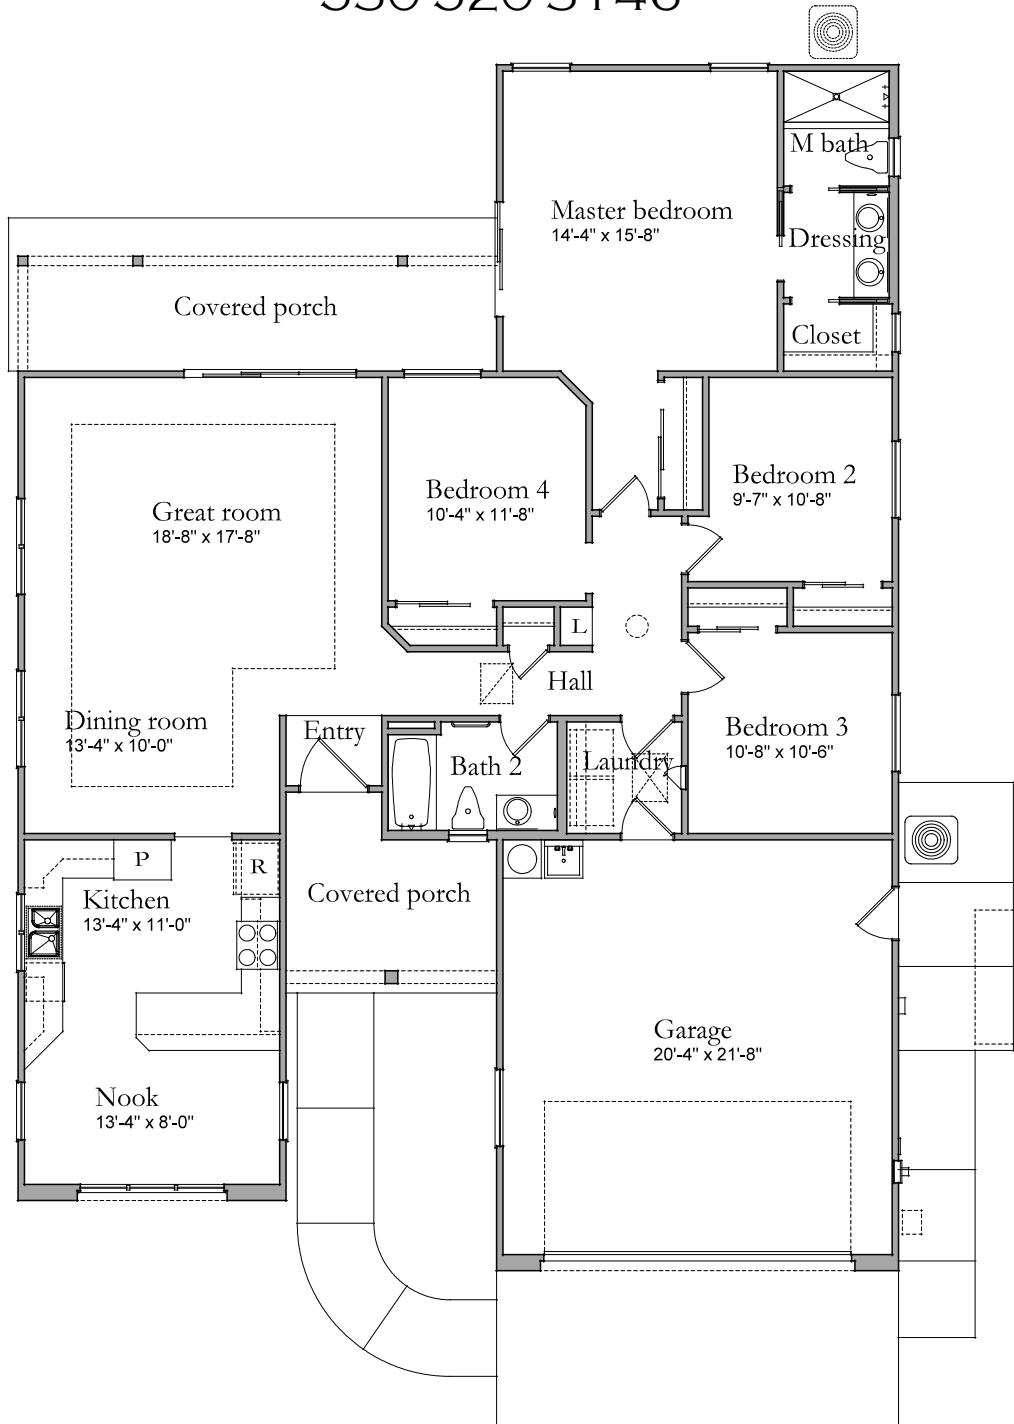 M bath
Master bedroom
14'-4" x 15'-8"
Dressing
Covered porch
Closet
Bedroom 2
9'-7" x 10'-8"
Bedroom 4
10'-4" x 11'-8"
Great room
18'-8" x 17'-8"
L
Hall
Dining room
13'-4" x 10'-0"
Entry
Bedroom 3
10'-8" x 10'-6"
Bath 2
Laundry
P
R
Kitchen
13'-4" x 11'-0"
Covered porch
Garage
20'-4" x 21'-8"
Nook
13'-4" x 8'-0"